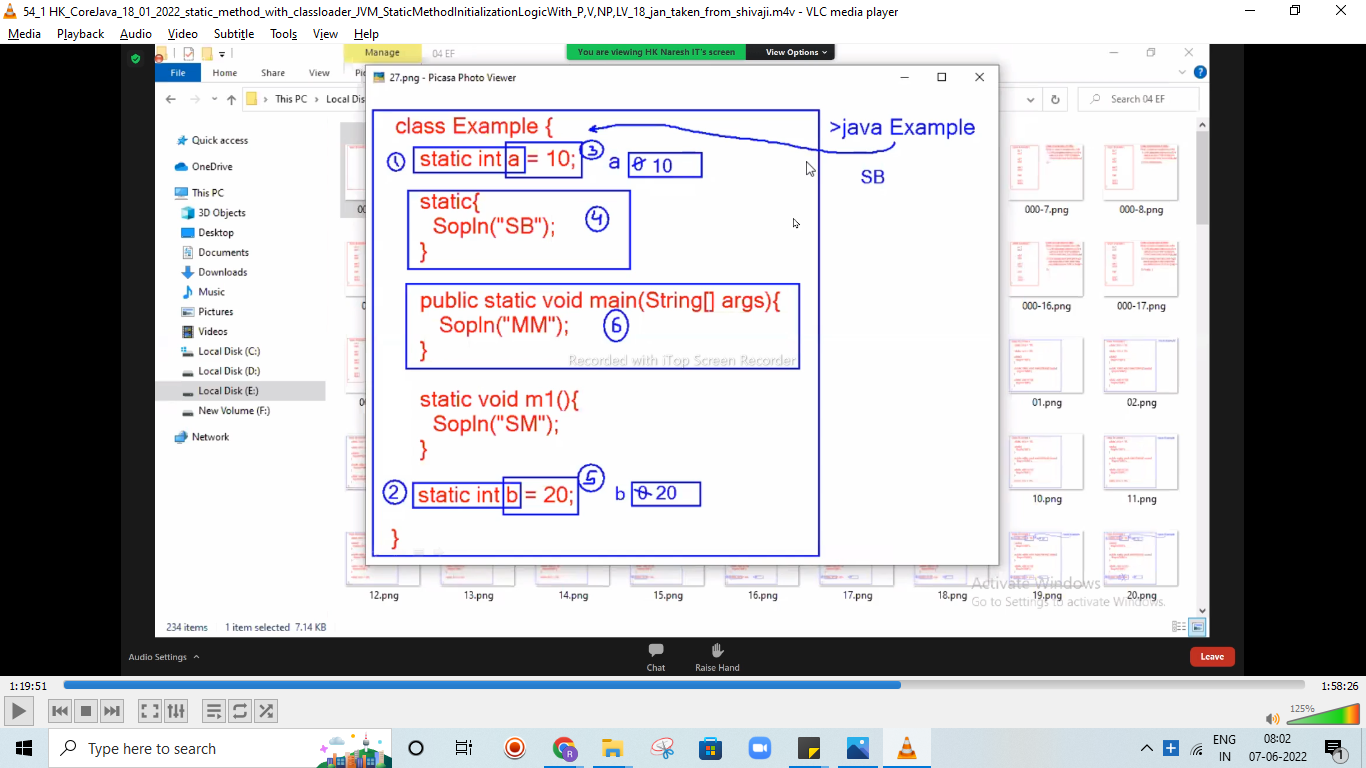 54_1 HK_CoreJava_18_01_2022_static_method_with_classloader_JVM_StaticMethodInitializationLogicWith_P,V,NP,LV_18_jan_taken_from_shivaji.m4v - VLC media player
Media Playback Audio Video Subtitle Tools View Help
Manage 04 EF
You are viewing HK Naresh IT's screen View Options
File Home Share View
This PC Local Dis
Search 04 EF
27.png - Picasa Photo Viewer
Quick access
OneDrive
This PC
3D Objects
Desktop
Documents
Downloads
Music
Pictures
Videos
Local Disk (C:)
Local Disk (D:)
Local Disk (E:)
New Volume (F:)
Network
class Example {
1 static int a = 10; 3 a 0 10
static{
Sopln("SB"); 4
}
public static void main(String[] args){
Sopln("MM"); 6
}
Recorded with iTop Screen Recorder
static void m1(){
Sopln("SM");
}
2 static int b = 20; 5 b 0 20
}
>java Example
SB
000-7.png 000-8.png
000-16.png 000-17.png
01.png 02.png
10.png 11.png
12.png 13.png 14.png 15.png 16.png 17.png 18.png 19.png 20.png
Activate Windows
Go to Settings to activate Windows.
234 items 1 item selected 7.14 KB
Audio Settings
Chat
Raise Hand
Leave
1:19:51 1:58:26
125%
Type here to search
ENG
IN
08:02
07-06-2022
1